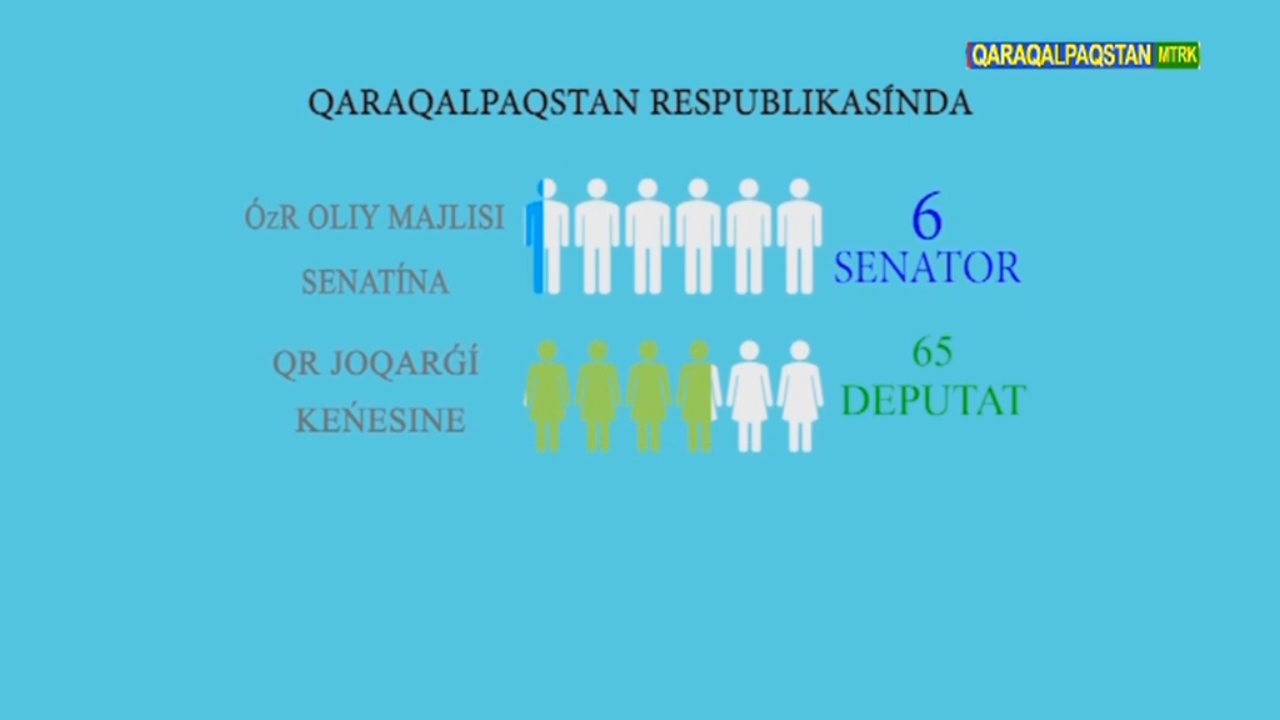 QARAQALPAQSTAN MTRK
QARAQALPAQSTAN RESPUBLIKASÍNDA
ÓzR OLIY MAJLISI
SENATÍNA
6
SENATOR
QR JOQARǴÍ
KEŃESINE
65
DEPUTAT